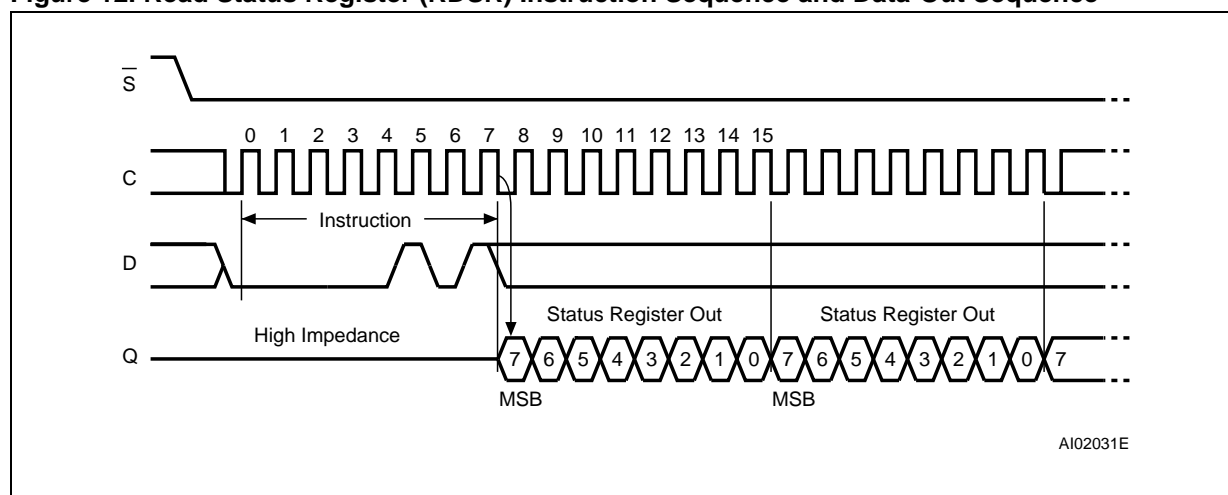 Figure 12. Read Status Register (RDSR) Instruction Sequence and Data-Out Sequence
S
0 1 2 3 4 5 6 7 8 9 10 11 12 13 14 15
C
Instruction
D
Status Register Out Status Register Out
High Impedance
Q 7 6 5 4 3 2 1 0 7 6 5 4 3 2 1 0 7
MSB MSB
AI02031E